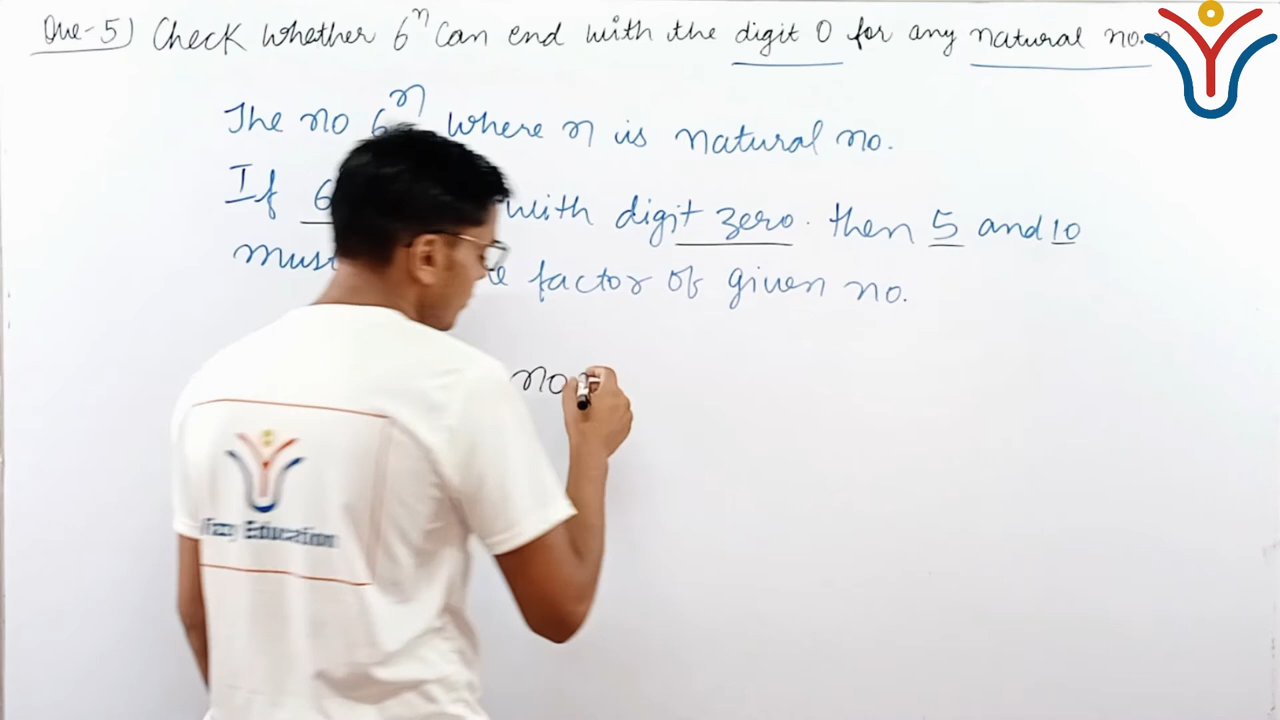 Que-5) Check whether 6ⁿ can end with the digit 0 for any natural no. n
The no 6ⁿ where n is natural no.
If 6 with digit zero. then 5 and 10
must factor of given no.
no
Education